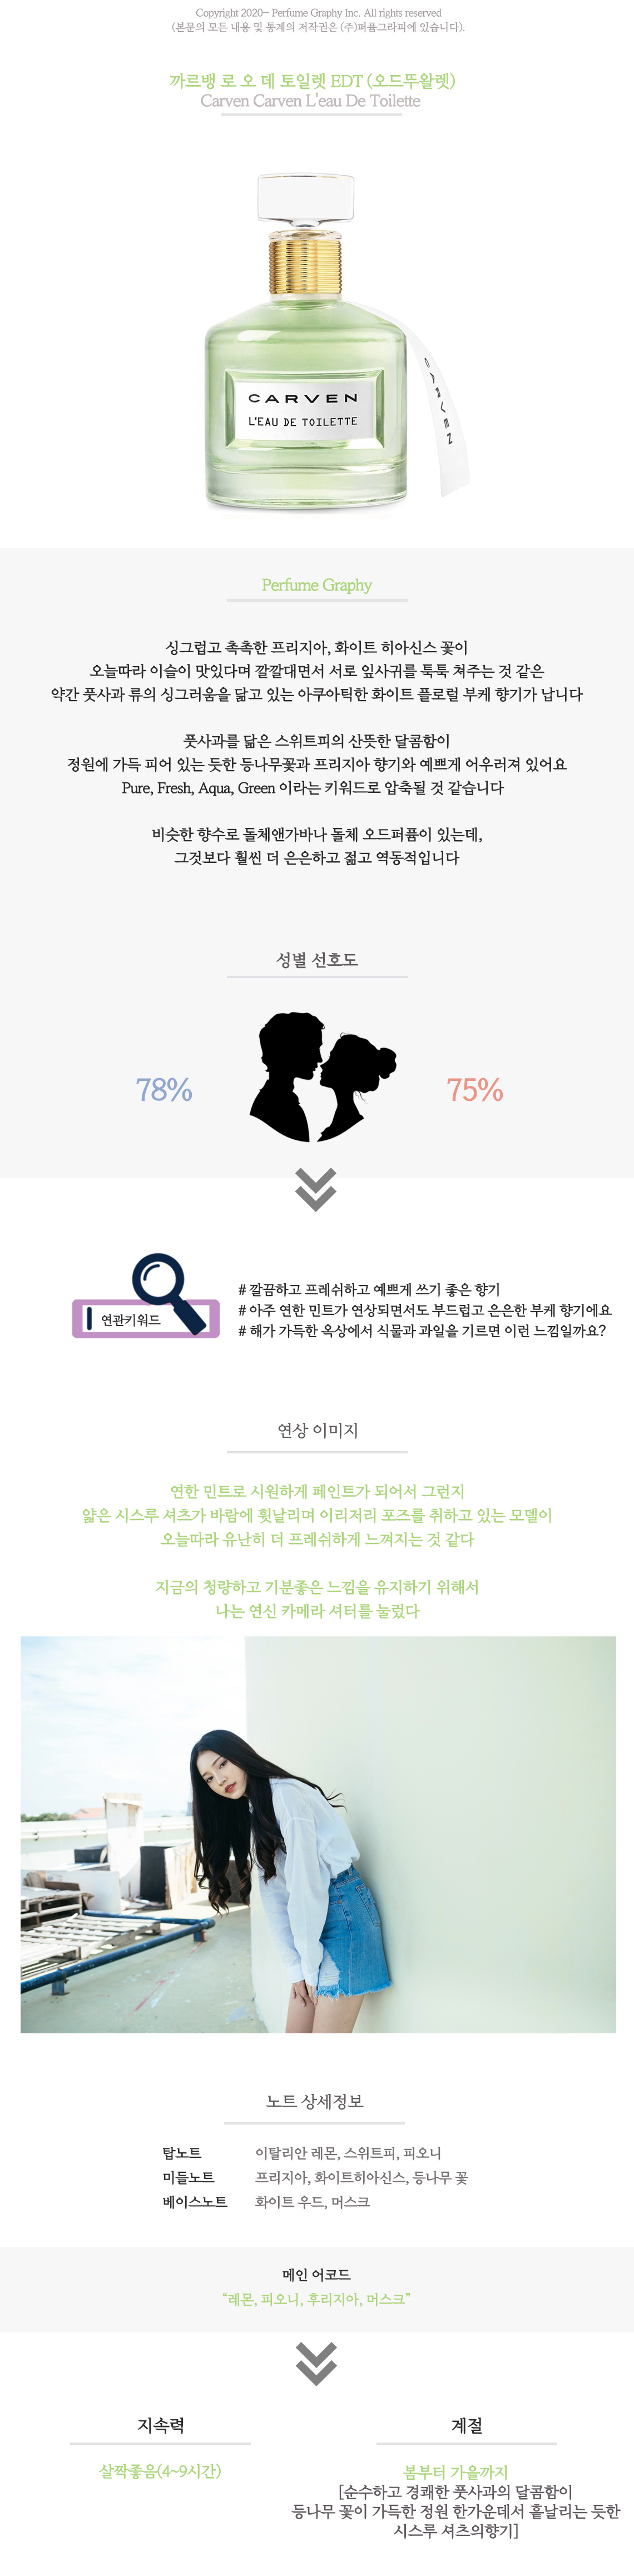 Copyright 2020- Perfume Graphy Inc. All rights reserved
(본문의 모든 내용 및 통계의 저작권은 (주)퍼퓸그라피에 있습니다).
까르뱅 로 오 데 토일렛 EDT (오드뚜왈렛)
Carven Carven L'eau De Toilette
CARVEN
L'EAU DE TOILETTE
CARVEN
Perfume Graphy
싱그럽고 촉촉한 프리지아, 화이트 히아신스 꽃이
오늘따라 이슬이 맛있다며 깔깔대면서 서로 잎사귀를 툭툭 쳐주는 것 같은
약간 풋사과 류의 싱그러움을 닮고 있는 아쿠아틱한 화이트 플로럴 부케 향기가 납니다
풋사과를 닮은 스위트피의 산뜻한 달콤함이
정원에 가득 피어 있는 듯한 등나무꽃과 프리지아 향기와 예쁘게 어우러져 있어요
Pure, Fresh, Aqua, Green 이라는 키워드로 압축될 것 같습니다
비슷한 향수로 돌체앤가바나 돌체 오드퍼퓸이 있는데,
그것보다 훨씬 더 은은하고 젊고 역동적입니다
성별 선호도
78%
75%
연관키워드
# 깔끔하고 프레쉬하고 예쁘게 쓰기 좋은 향기
# 아주 연한 민트가 연상되면서도 부드럽고 은은한 부케 향기에요
# 해가 가득한 옥상에서 식물과 과일을 기르면 이런 느낌일까요?
연상 이미지
연한 민트로 시원하게 페인트가 되어서 그런지
얇은 시스루 셔츠가 바람에 휫날리며 이리저리 포즈를 취하고 있는 모델이
오늘따라 유난히 더 프레쉬하게 느껴지는 것 같다
지금의 청량하고 기분좋은 느낌을 유지하기 위해서
나는 연신 카메라 셔터를 눌렀다
노트 상세정보
탑노트 이탈리안 레몬, 스위트피, 피오니
미들노트 프리지아, 화이트히아신스, 등나무 꽃
베이스노트 화이트 우드, 머스크
메인 어코드
“레몬, 피오니, 후리지아, 머스크”
지속력
살짝좋음(4~9시간)
계절
봄부터 가을까지
[순수하고 경쾌한 풋사과의 달콤함이
등나무 꽃이 가득한 정원 한가운데서 흩날리는 듯한
시스루 셔츠의향기]